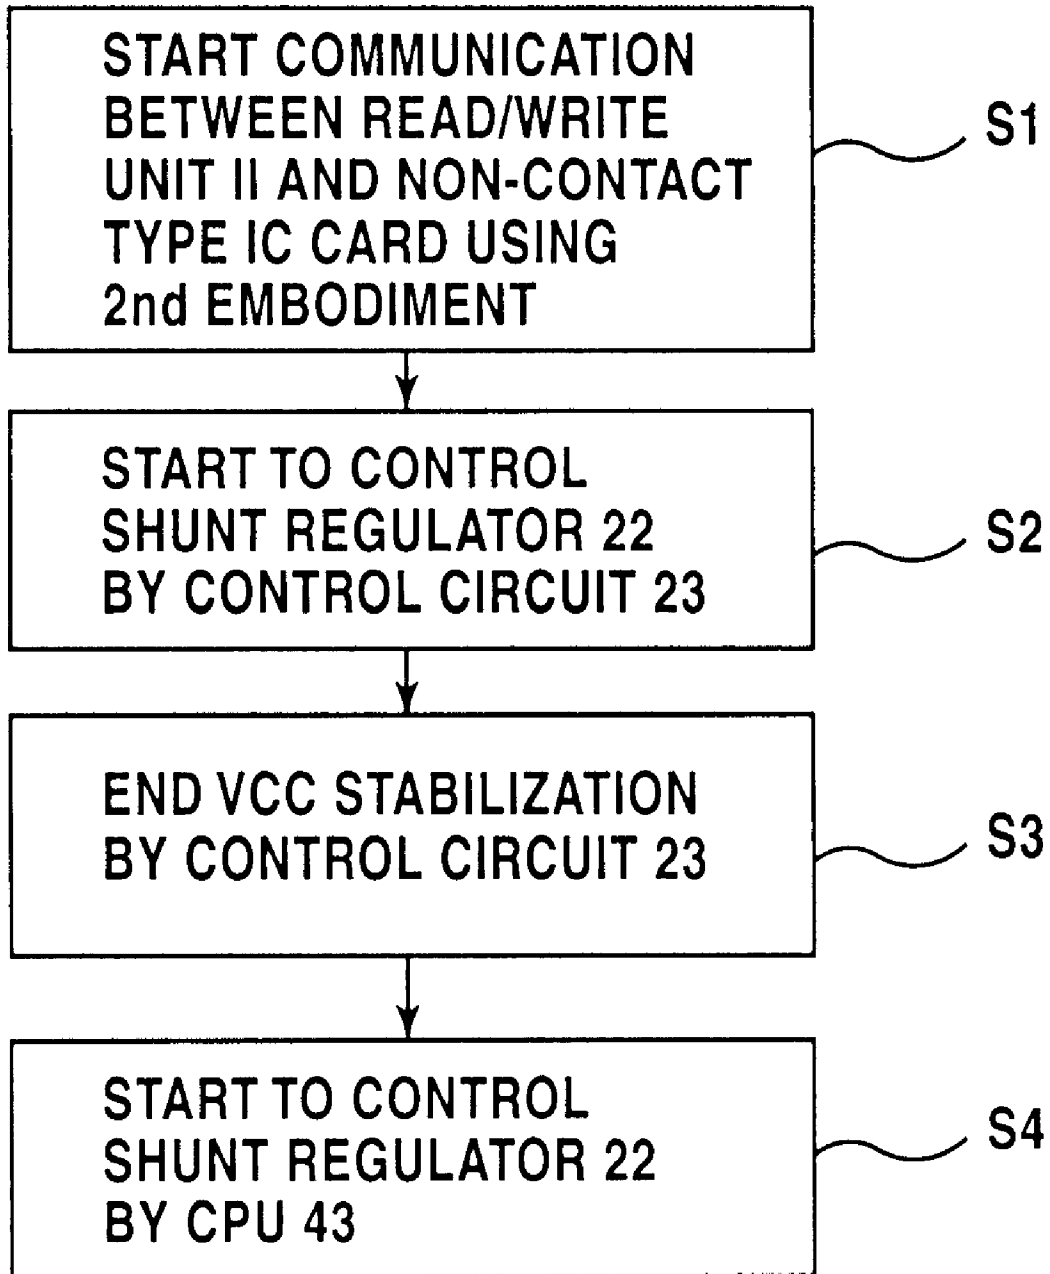 START COMMUNICATION
BETWEEN READ/WRITE
UNIT II AND NON-CONTACT
TYPE IC CARD USING
2nd EMBODIMENT
S1
START TO CONTROL
SHUNT REGULATOR 22
BY CONTROL CIRCUIT 23
S2
END VCC STABILIZATION
BY CONTROL CIRCUIT 23
S3
START TO CONTROL
SHUNT REGULATOR 22
BY CPU 43
S4